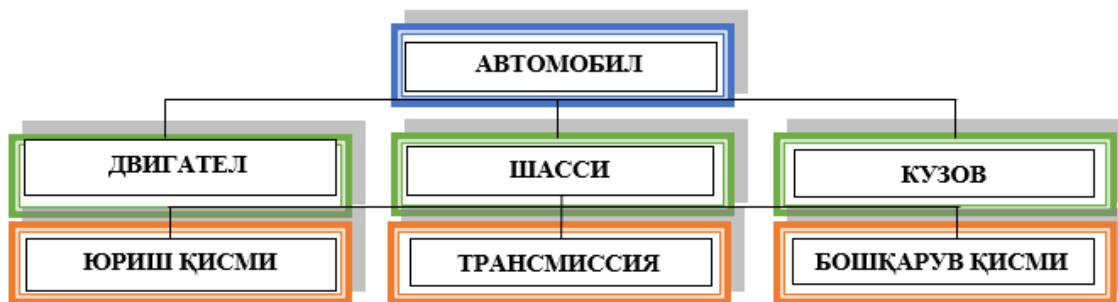 АВТОМОБИЛ
ДВИГАТЕЛ
ШАССИ
КУЗОВ
ЮРИШ ҚИСМИ
ТРАНСМИССИЯ
БОШҚАРУВ ҚИСМИ